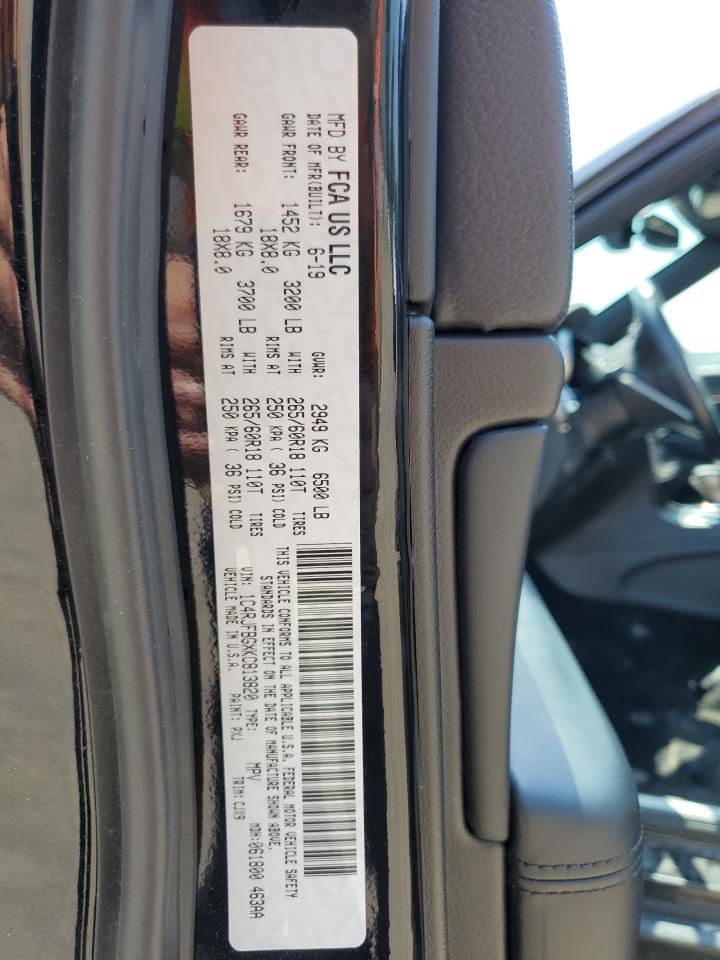 MFD BY FCA US LLC
DATE OF MFR(BUILT): 6-19 GVWR: 2949 KG 6500 LB
GAWR FRONT: 1452 KG 3200 LB WITH 265/60R18 110T TIRES
18X8.0 RIMS AT 250 KPA ( 36 PSI) COLD
GAWR REAR: 1679 KG 3700 LB WITH 265/60R18 110T TIRES
18X8.0 RIMS AT 250 KPA ( 36 PSI) COLD
THIS VEHICLE CONFORMS TO ALL APPLICABLE U.S.A. FEDERAL MOTOR VEHICLE SAFETY
STANDARDS IN EFFECT ON THE DATE OF MANUFACTURE SHOWN ABOVE.
VIN: 1C4RJFBGXKC813820 TYPE: MPV MDH:061800 463AA
VEHICLE MADE IN U.S.A. PAINT: PXJ TRIM: CJX9